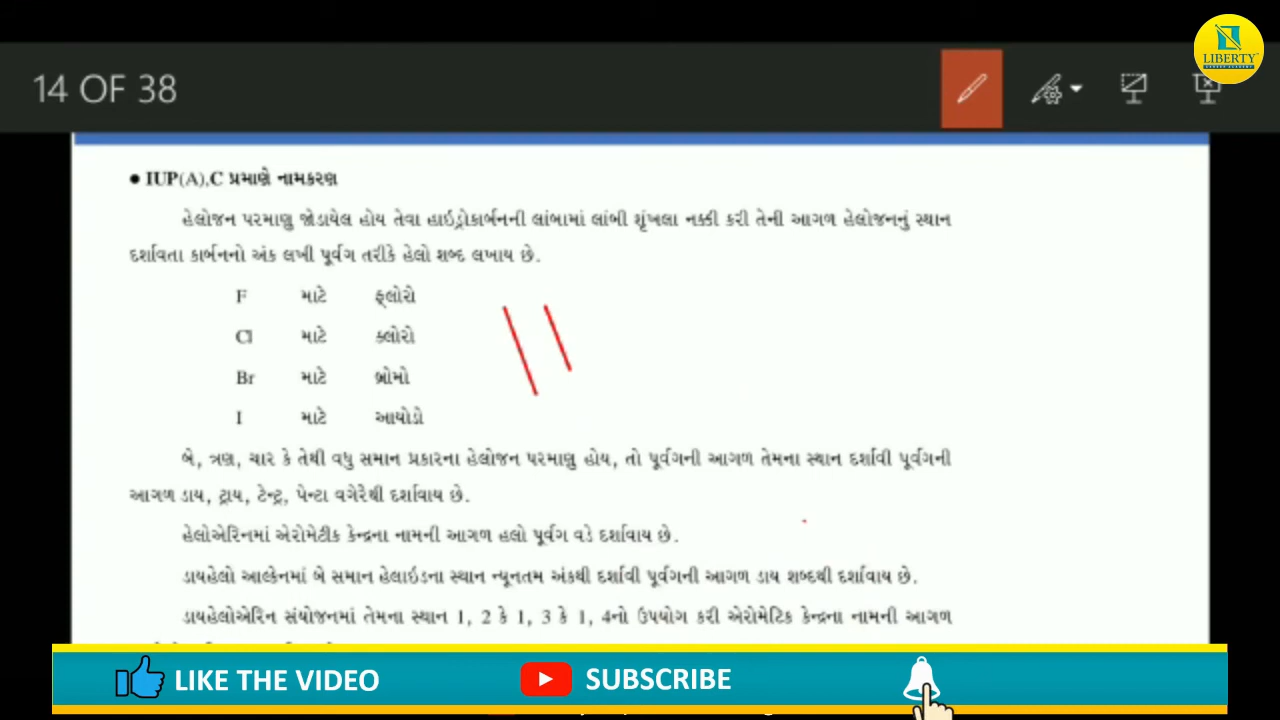 LIBERTY
14 OF 38
• IUP(A),C પ્રમાણે નામકરણ
હેલોજન પરમાણુ જોડાયેલ હોય તેવા હાઇડ્રોકાર્બનની લાંબામાં લાંબી શૃંખલા નક્કી કરી તેની આગળ હેલોજનનું સ્થાન
દર્શાવતા કાર્બનનો અંક લખી પૂર્વગ તરીકે હેલો શબ્દ લખાય છે.
F માટે ફ્લોરો
Cl માટે ક્લોરો
Br માટે બ્રોમો
I માટે આયોડો
બે, ત્રણ, ચાર કે તેથી વધુ સમાન પ્રકારના હેલોજન પરમાણુ હોય, તો પૂર્વગની આગળ તેમના સ્થાન દર્શાવી પૂર્વગની
આગળ ડાય, ટ્રાય, ટેન્ટ્ર, પેન્ટા વગેરેથી દર્શાવાય છે.
હેલોએરિનમાં એરોમેટીક કેન્દ્રના નામની આગળ હલો પૂર્વગ વડે દર્શાવાય છે.
ડાયહેલો આલ્કેનમાં બે સમાન હેલાઇડના સ્થાન ન્યૂનતમ અંકથી દર્શાવી પૂર્વગની આગળ ડાય શબ્દથી દર્શાવાય છે.
ડાયહેલોએરિન સંયોજનમાં તેમના સ્થાન 1, 2 કે 1, 3 કે 1, 4નો ઉપયોગ કરી એરોમેટિક કેન્દ્રના નામની આગળ
LIKE THE VIDEO
SUBSCRIBE